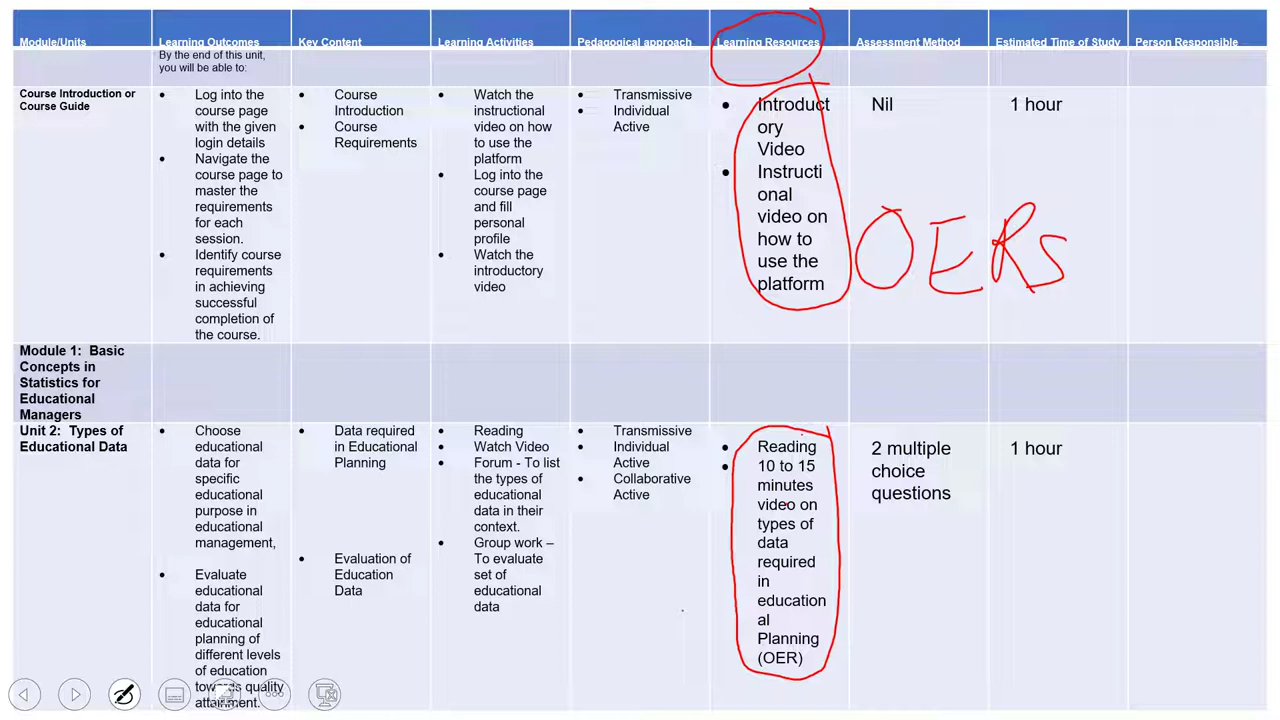 Module/Units
Learning Outcomes
Key Content
Learning Activities
Pedagogical approach
Learning Resources
Assessment Method
Estimated Time of Study
Person Responsible
By the end of this unit,
you will be able to:
Course Introduction or
Course Guide
• Log into the
course page
with the given
login details
• Navigate the
course page to
master the
requirements
for each
session.
• Identify course
requirements
in achieving
successful
completion of
the course.
• Course
Introduction
• Course
Requirements
• Watch the
instructional
video on how
to use the
platform
• Log into the
course page
and fill
personal
profile
• Watch the
introductory
video
• Transmissive
• Individual
Active
• Introduct
ory
Video
• Instructi
onal
video on
how to
use the
platform
Nil
1 hour
OERs
Module 1: Basic
Concepts in
Statistics for
Educational
Managers
Unit 2: Types of
Educational Data
• Choose
educational
data for
specific
educational
purpose in
educational
management,
• Evaluate
educational
data for
educational
planning of
different levels
of education
towards quality
attainment.
• Data required
in Educational
Planning
• Evaluation of
Education
Data
• Reading
• Watch Video
• Forum - To list
the types of
educational
data in their
context.
• Group work –
To evaluate
set of
educational
data
• Transmissive
• Individual
Active
• Collaborative
Active
• Reading
• 10 to 15
minutes
video on
types of
data
required
in
education
al
Planning
(OER)
2 multiple
choice
questions
1 hour